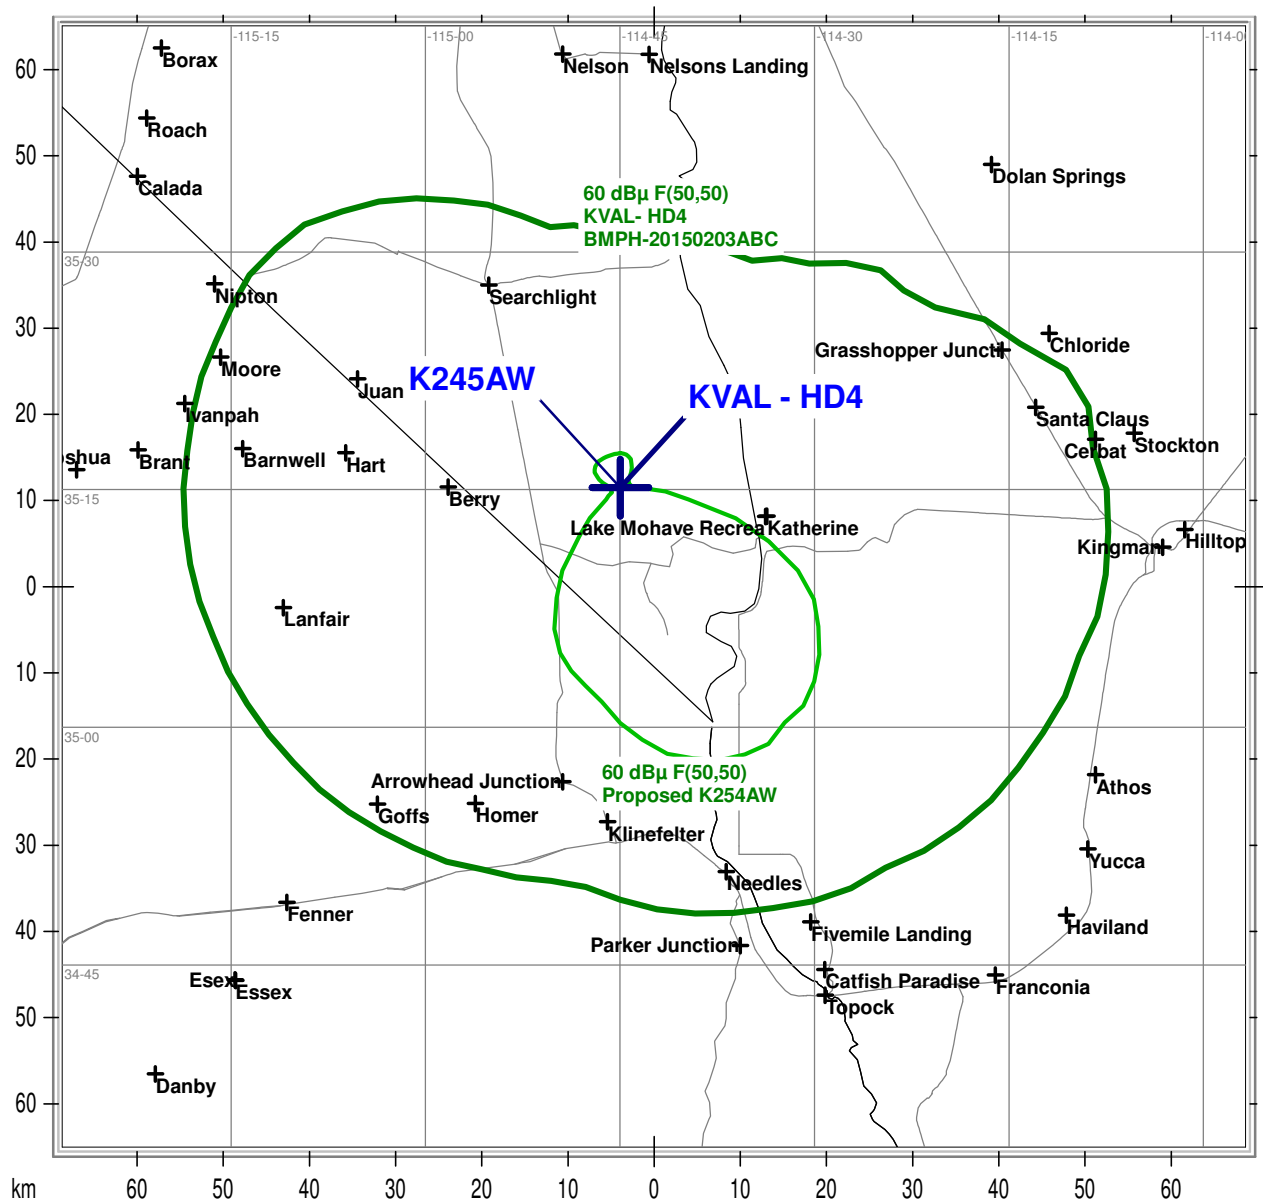 -115-15
-115-00
-114-45
-114-30
-114-15
-114-0
60
Borax
Nelson
Nelsons Landing
Roach
50
Calada
Dolan Springs
60 dBµ F(50,50)
KVAL- HD4
BMPH-20150203ABC
40
35-30
Nipton
Searchlight
30
Chloride
Grasshopper Juncti
Moore
Juan
K245AW
KVAL - HD4
20
Ivanpah
Santa Claus
Stockton
Cerbat
shua
Brant
Barnwell
Hart
10
35-15
Berry
Lake Mohave Recrea
Katherine
Kingman
Hilltop
0
Lanfair
10
35-00
20
60 dBµ F(50,50)
Proposed K254AW
Arrowhead Junction
Goffs
Homer
Athos
30
Klinefelter
Yucca
Needles
Fenner
40
Haviland
Fivemile Landing
Parker Junction
34-45
Esex
Essex
Catfish Paradise
Franconia
Topock
50
Danby
60
km
60
50
40
30
20
10
0
10
20
30
40
50
60